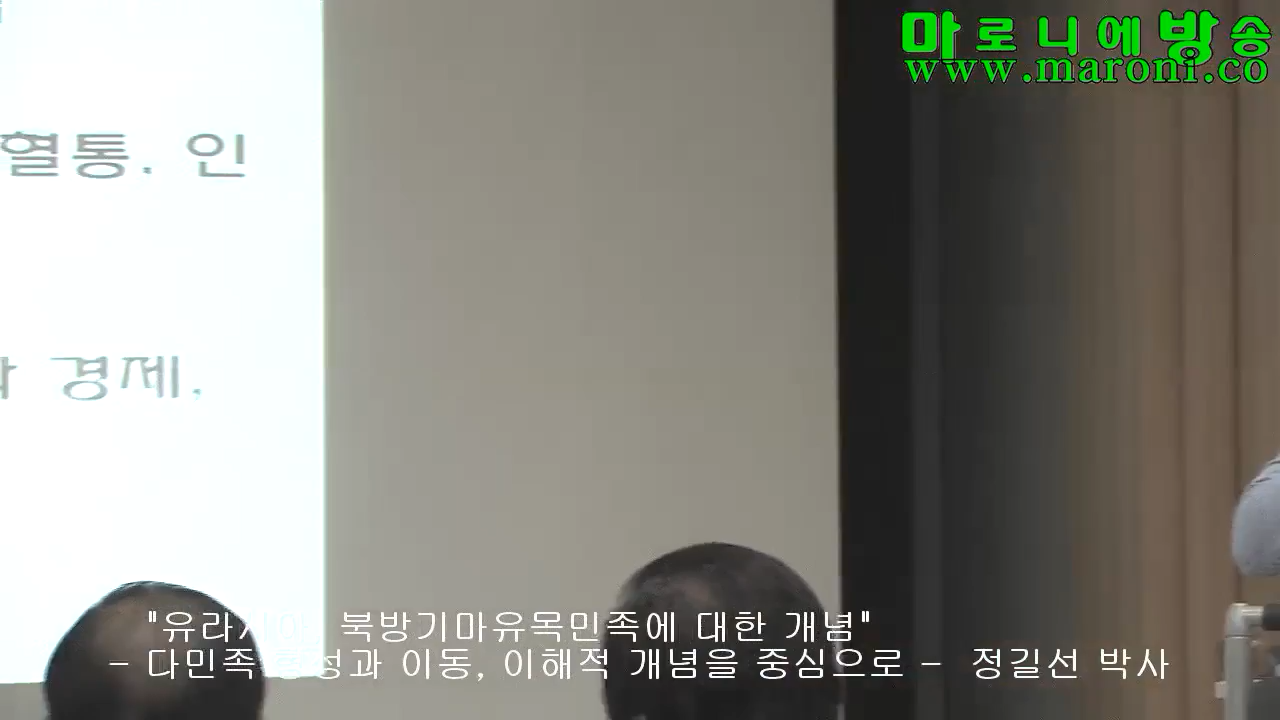 마로니에방송
www.maroni.co
혈통. 인
경제,
"유라시아, 북방기마유목민족에 대한 개념"
- 다민족 이동, 이해적 개념을 중심으로 - 정길선 박사